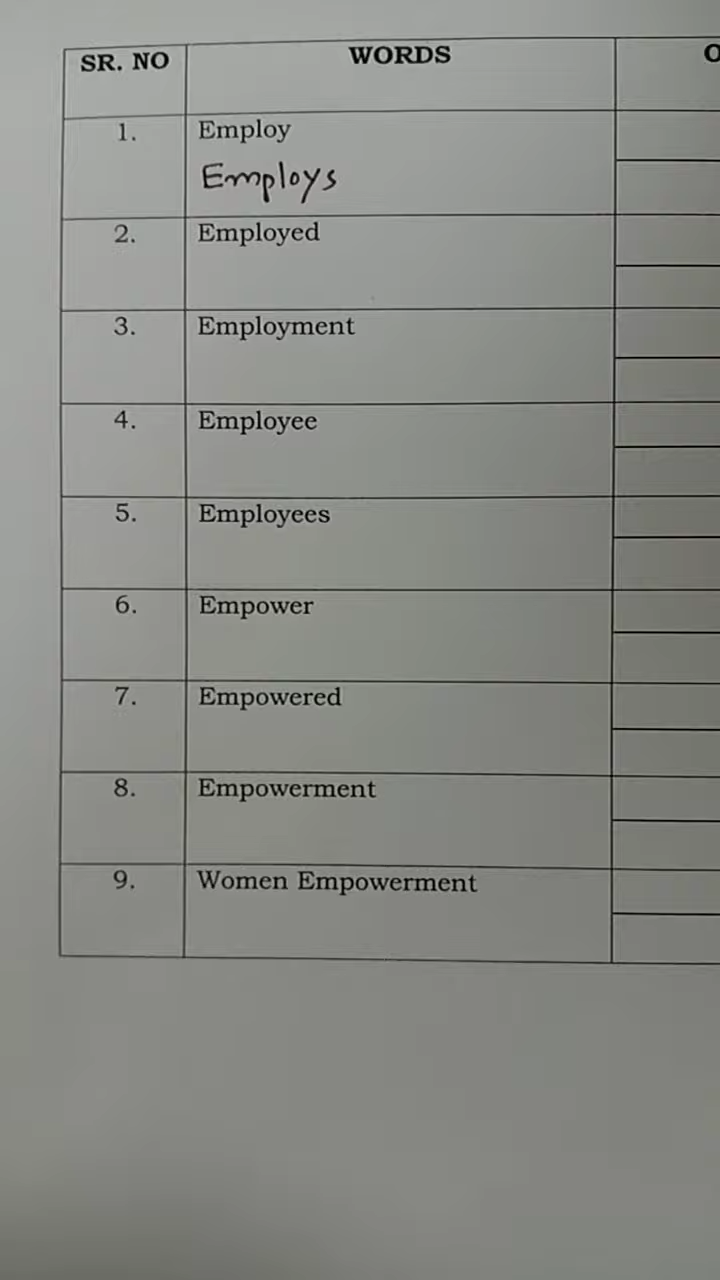 SR. NO WORDS O
1. Employ
Employs
2. Employed
3. Employment
4. Employee
5. Employees
6. Empower
7. Empowered
8. Empowerment
9. Women Empowerment